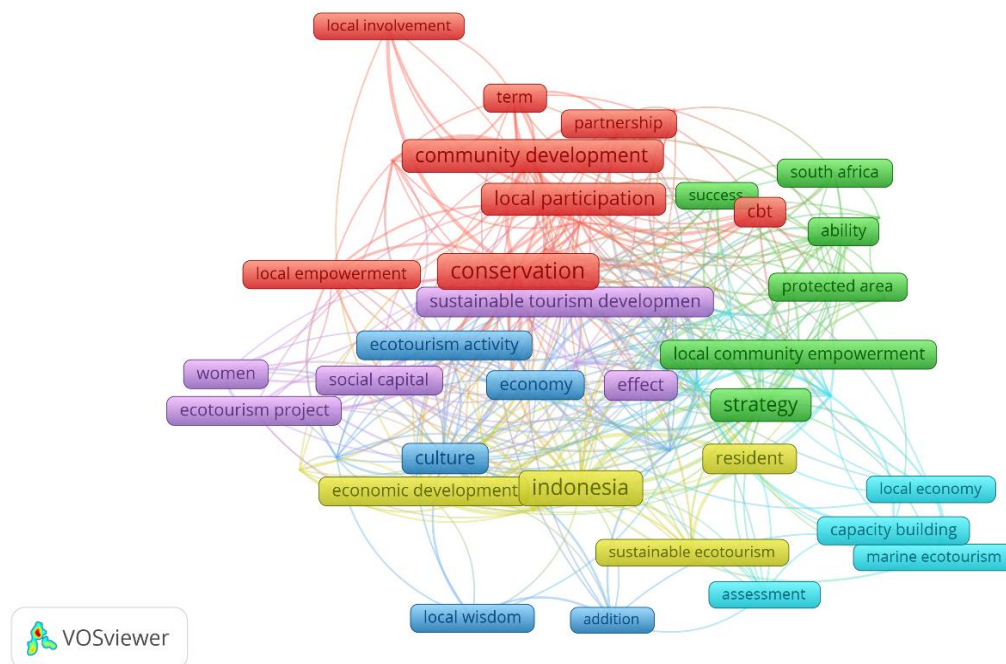 local involvement
term
partnership
community development
south africa
success
local participation
cbt
ability
local empowerment
conservation
protected area
sustainable tourism developmen
ecotourism activity
local community empowerment
women
social capital
economy
effect
ecotourism project
strategy
culture
resident
economic development
indonesia
local economy
capacity building
sustainable ecotourism
marine ecotourism
assessment
local wisdom
addition
VOSviewer